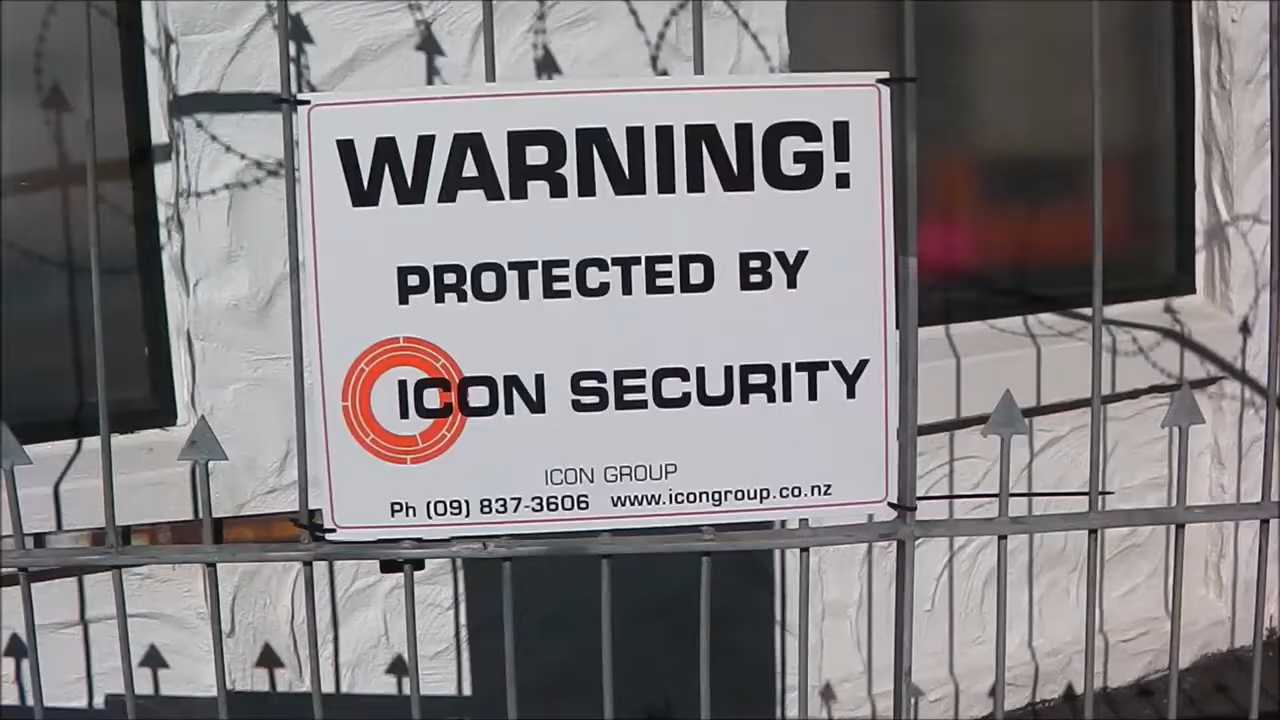 WARNING!
PROTECTED BY
ICON SECURITY
ICON GROUP
Ph (09) 837-3606 www.icongroup.co.nz